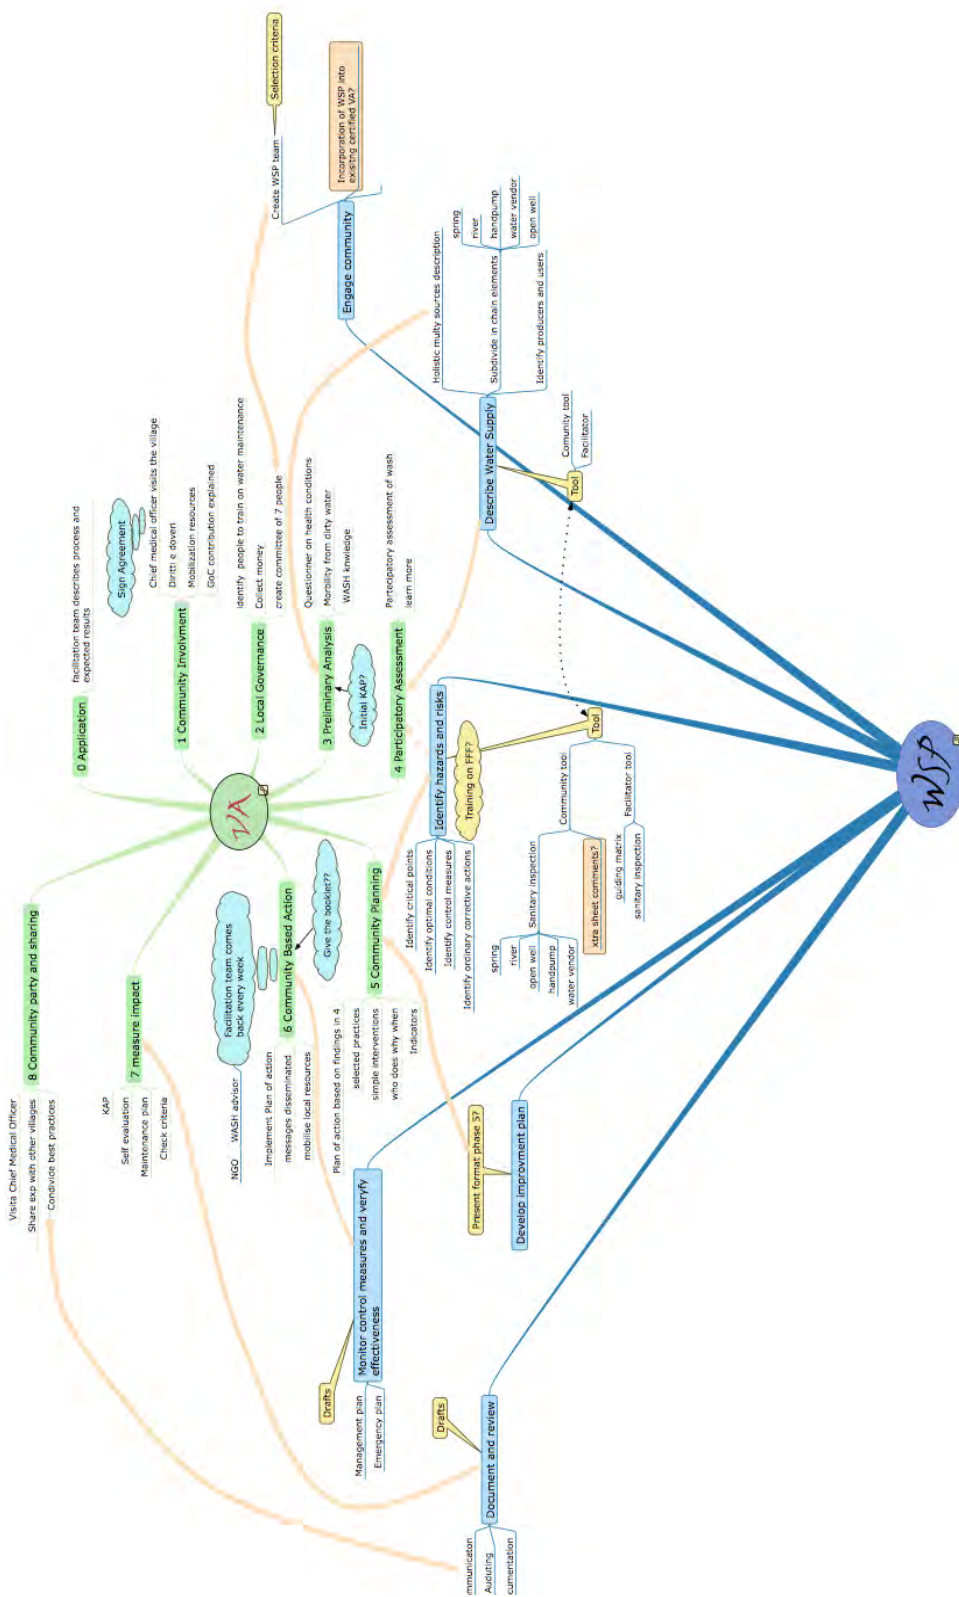 VA
0 Application
facilitation team describes process and
expected results
Sign Agreement
1 Community Involvment
Chief medical officer visits the village
Diritti e doveri
Mobilization resources
GoC contribution explained
2 Local Governance
identify people to train on water maintenance
Collect money
create committee of 7 people
3 Preliminary Analysis
Questionner on health conditions
Morbility from dirty water
WASH knwledge
Initial KAP?
4 Participatory Assessment
Partecipatory assessment of wash
learn more
8 Community party and sharing
Visita Chief Medical Officer
Share exp with other villages
Condivide best practices
7 measure impact
KAP
Self evaluation
Maintenance plan
Check criteria
6 Community Based Action
Facilitation team comes
back every week
Give the booklet??
NGO WASH advisor
Implement Plan of action
messages disseminated
mobilise local resources
5 Community Planning
Plan of action based on findings in 4
selected practices
simple interventions
who does why when
Indicators
WSP
Engage community
Create WSP team
Selection criteria
Incorporation of WSP into
exisitng certified VA?
Describe Water Supply
Holistic multy sources description
Subdivide in chain elements
spring
river
handpump
water vendor
open well
Identify producers and users
Tool
Comunity tool
Facilitator
Identify hazards and risks
Training on FFF?
Identify critical points
Identify optimal conditions
Identify control measures
Identify ordinary corrective actions
Tool
Community tool
Sanitary inspection
spring
river
open well
handpump
water vendor
xtra sheet comments?
Facilitator tool
guiding matrix
sanitary inspection
Develop improvment plan
Present format phase 5?
Monitor control measures and veryfy
effectiveness
Drafts
Management plan
Emergency plan
Document and review
Drafts
mmunicaton
Auduting
cumentation